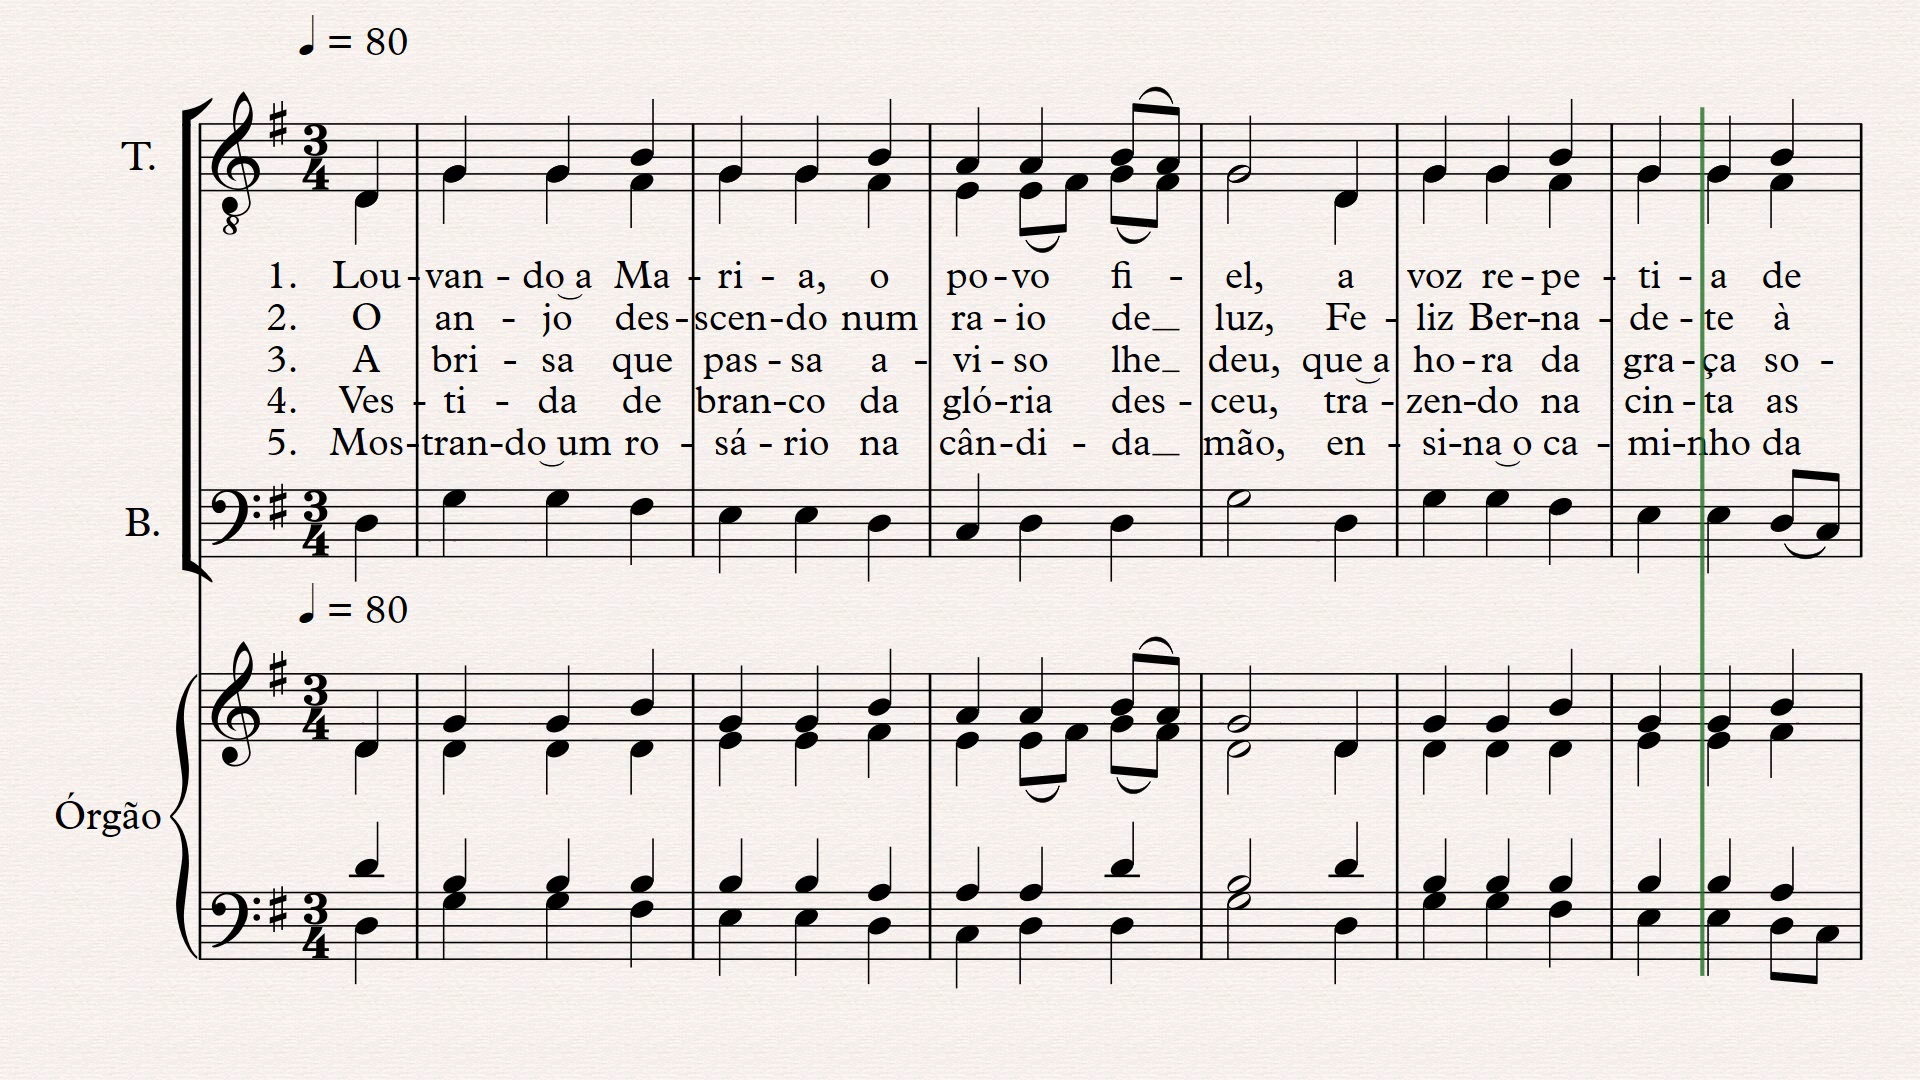 ♩ = 80
T.
1. Lou-van-do a Ma-ri-a, o po-vo fi-el, a voz re-pe-ti-a de
2. O an-jo des-scen-do num ra-io de_ luz, Fe-liz Ber-na-de-te à
3. A bri-sa que pas-sa a-vi-so lhe_ deu, que a ho-ra da gra-ça so-
4. Ves-ti-da de bran-co da gló-ria des-ceu, tra-zen-do na cin-ta as
5. Mos-tran-do um ro-sá-rio na cân-di-da_ mão, en-si-na o ca-mi-nho da
B.
♩ = 80
Órgão